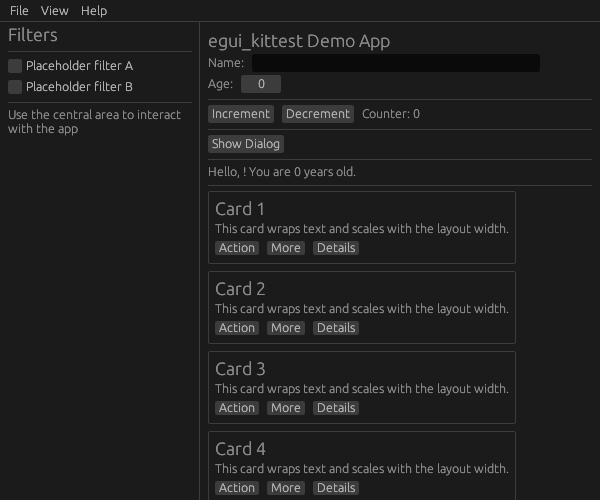 File View Help
Filters
Placeholder filter A
Placeholder filter B
Use the central area to interact
with the app
egui_kittest Demo App
Name:
Age: 0
Increment Decrement Counter: 0
Show Dialog
Hello, ! You are 0 years old.
Card 1
This card wraps text and scales with the layout width.
Action More Details
Card 2
This card wraps text and scales with the layout width.
Action More Details
Card 3
This card wraps text and scales with the layout width.
Action More Details
Card 4
This card wraps text and scales with the layout width.
Action More Details